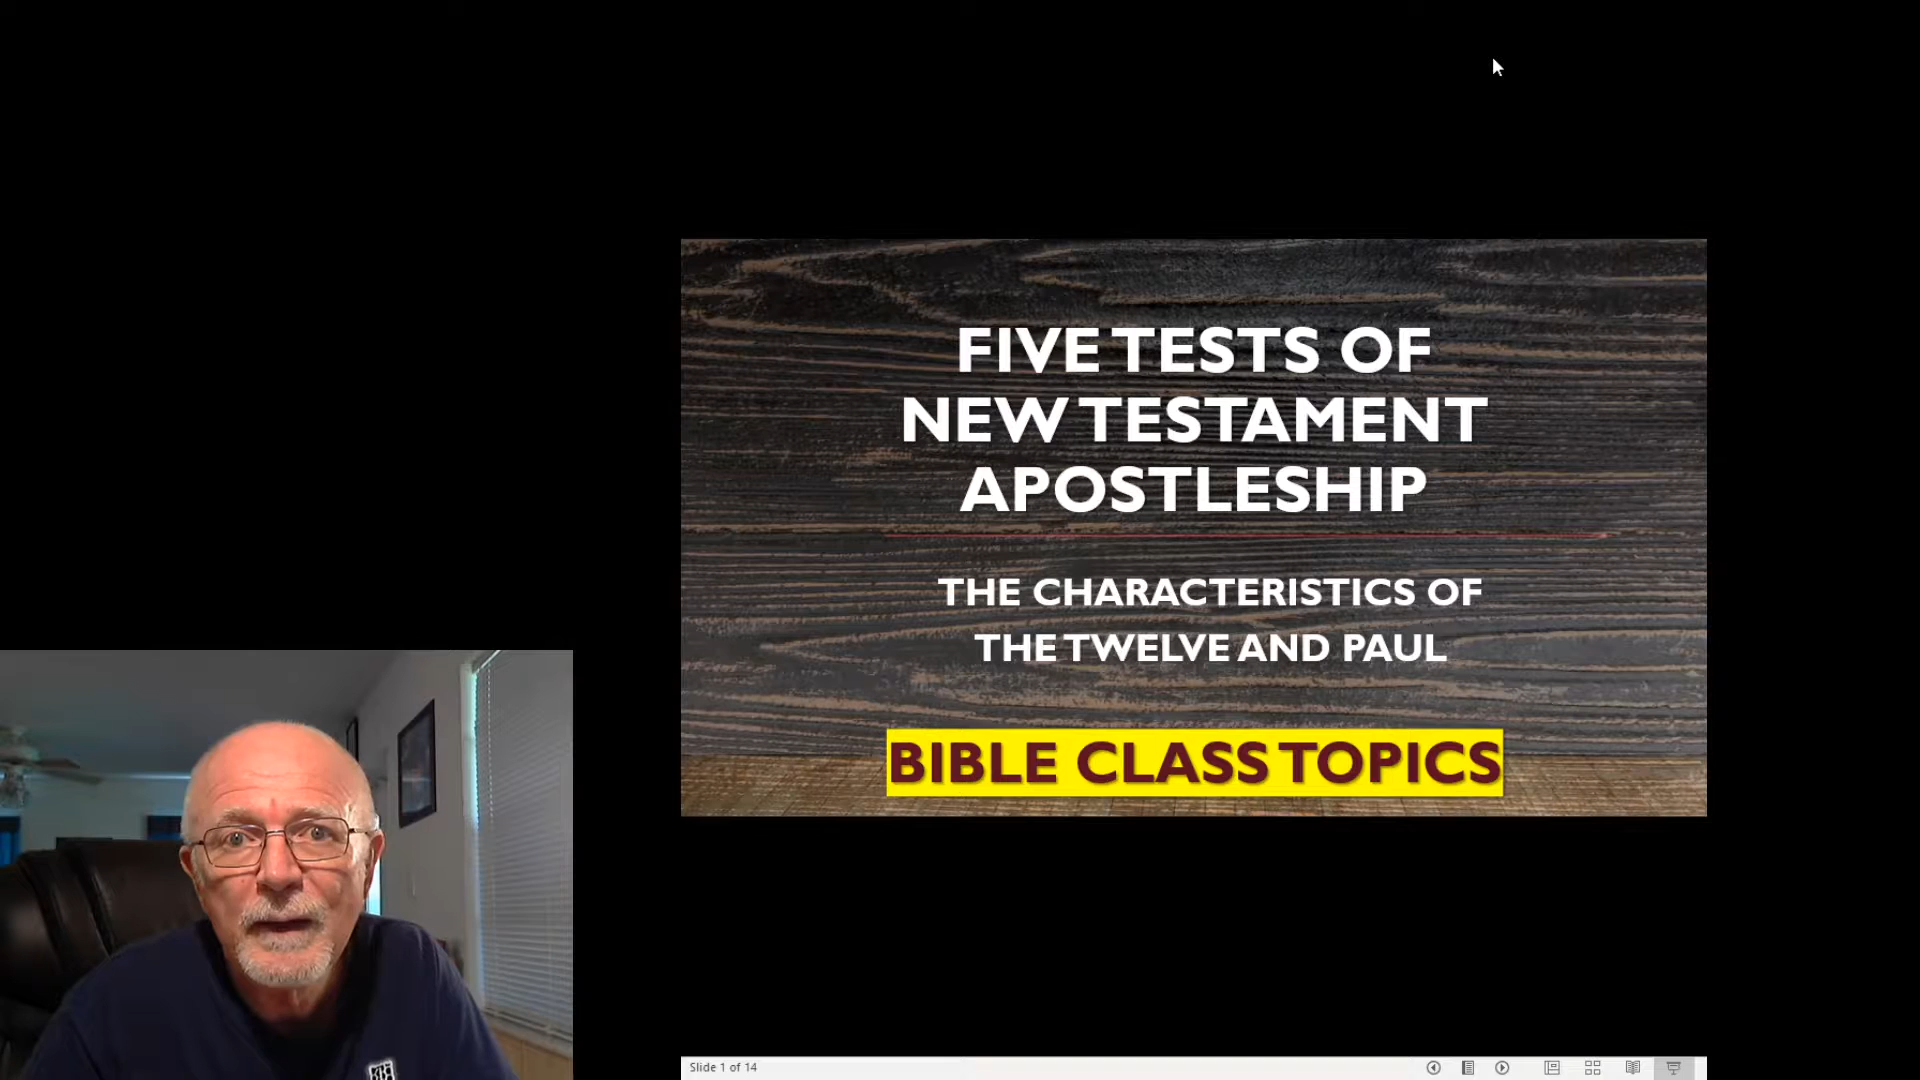 FIVE TESTS OF
NEW TESTAMENT
APOSTLESHIP
THE CHARACTERISTICS OF
THE TWELVE AND PAUL
BIBLE CLASS TOPICS
Slide 1 of 14